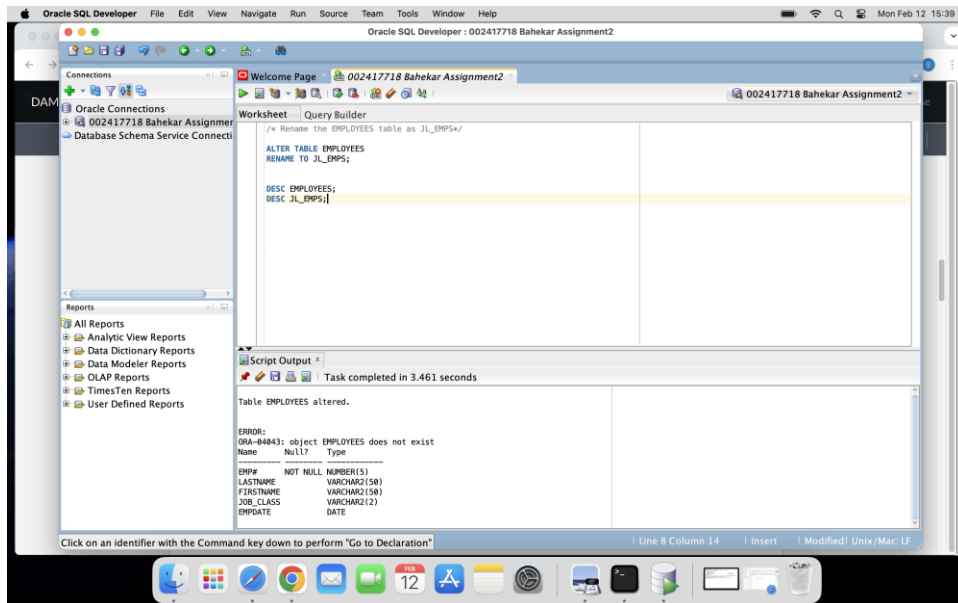 Oracle SQL Developer File Edit View Navigate Run Source Team Tools Window Help Mon Feb 12 15:39
Oracle SQL Developer : 002417718 Bahekar Assignment2
Connections
Oracle Connections
002417718 Bahekar Assignmer
Database Schema Service Connecti
DAM
Welcome Page 002417718 Bahekar Assignment2
002417718 Bahekar Assignment2
Worksheet Query Builder
/* Rename the EMPLOYEES table as JL_EMPS*/
ALTER TABLE EMPLOYEES
RENAME TO JL_EMPS;
DESC EMPLOYEES;
DESC JL_EMPS;
Reports
All Reports
Analytic View Reports
Data Dictionary Reports
Data Modeler Reports
OLAP Reports
TimesTen Reports
User Defined Reports
Script Output
Task completed in 3.461 seconds
Table EMPLOYEES altered.
ERROR:
ORA-04043: object EMPLOYEES does not exist
Name Null? Type
EMP# NOT NULL NUMBER(5)
LASTNAME VARCHAR2(50)
FIRSTNAME VARCHAR2(50)
JOB_CLASS VARCHAR2(2)
EMPDATE DATE
Click on an identifier with the Command key down to perform "Go to Declaration"
Line 8 Column 14 Insert Modified Unix/Mac: LF
FEB
12